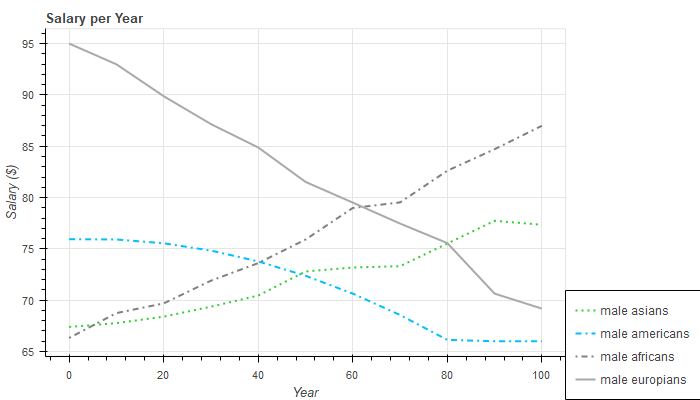 Salary per Year
95
90
85
80
75
70
65
Salary ($)
0 20 40 60 80 100
Year
male asians
male americans
male africans
male europians